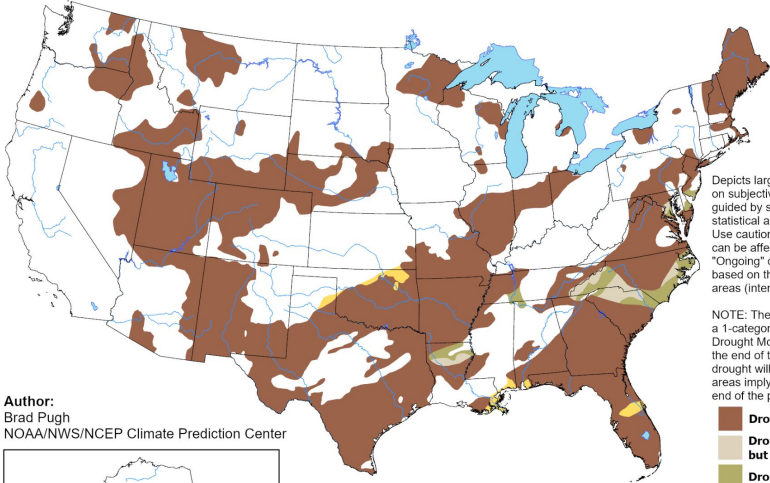 Depicts larg
on subjectiv
guided by s
statistical a
Use caution
can be affe
"Ongoing" d
based on th
areas (inter
NOTE: The
a 1-categor
Drought Mo
the end of t
drought will
areas imply
end of the p
Author:
Brad Pugh
NOAA/NWS/NCEP Climate Prediction Center
Dro
Dro
but
Dro